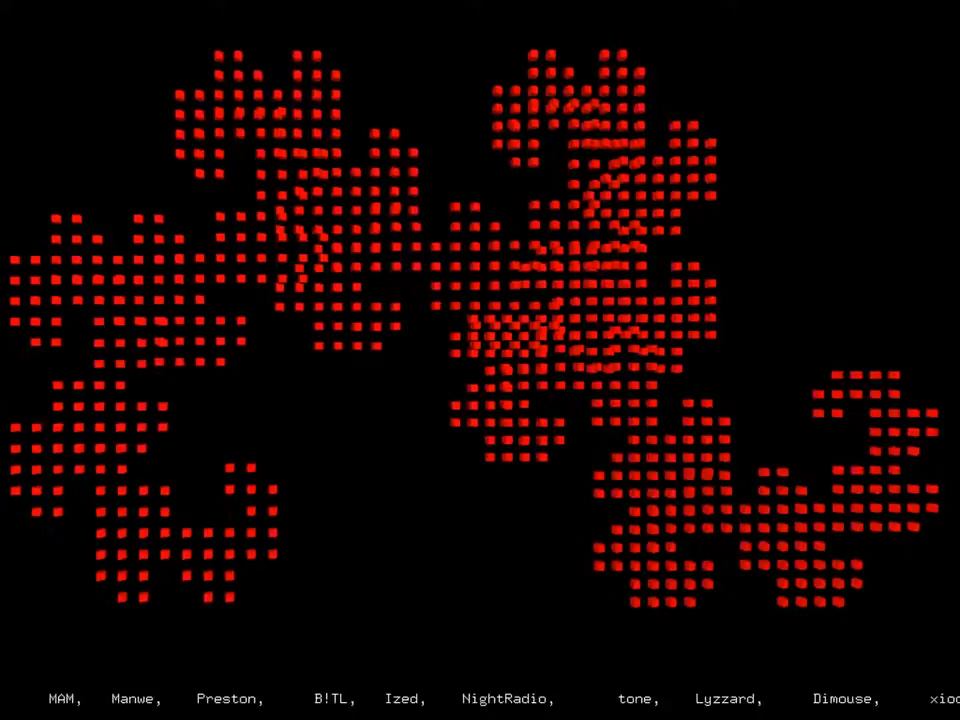 MAM, Manwe, Preston, B!TL, Ized, NightRadio, tone, Lyzzard, Dimouse,